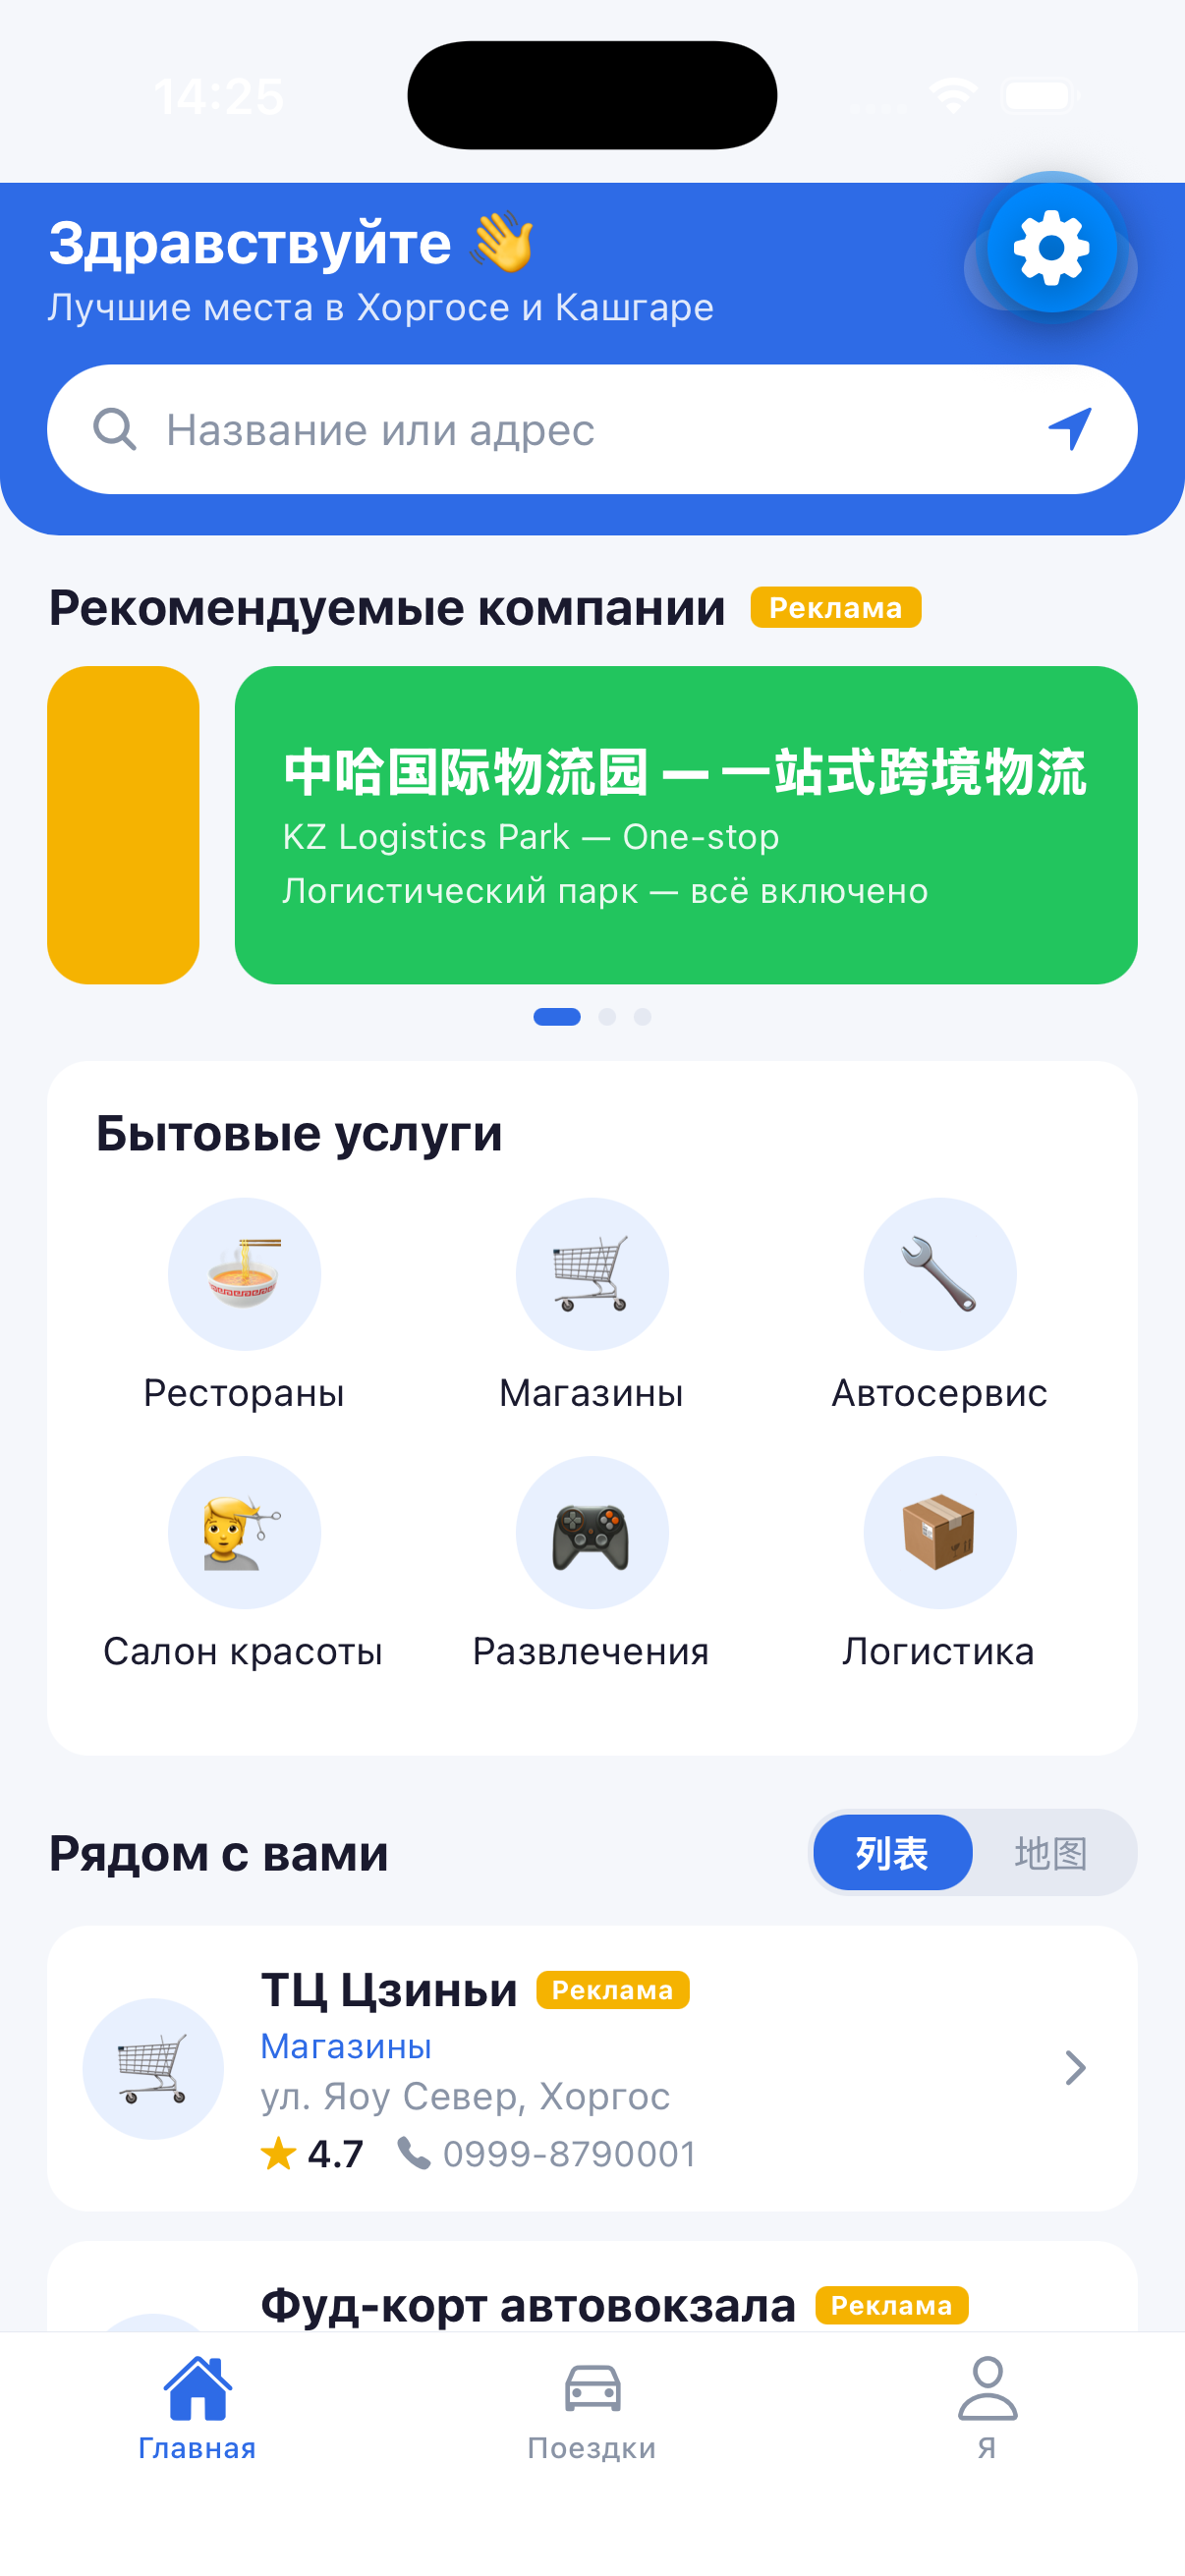 14:25
Здравствуйте 👋
Лучшие места в Хоргосе и Кашгаре
Название или адрес
Рекомендуемые компании Реклама
中哈国际物流园 — 一站式跨境物流
KZ Logistics Park — One-stop
Логистический парк — всё включено
Бытовые услуги
Рестораны Магазины Автосервис
Салон красоты Развлечения Логистика
Рядом с вами 列表 地图
ТЦ Цзиньи Реклама
Магазины
ул. Яоу Север, Хоргос
4.7 0999-8790001
Фуд-корт автовокзала Реклама
Главная Поездки Я